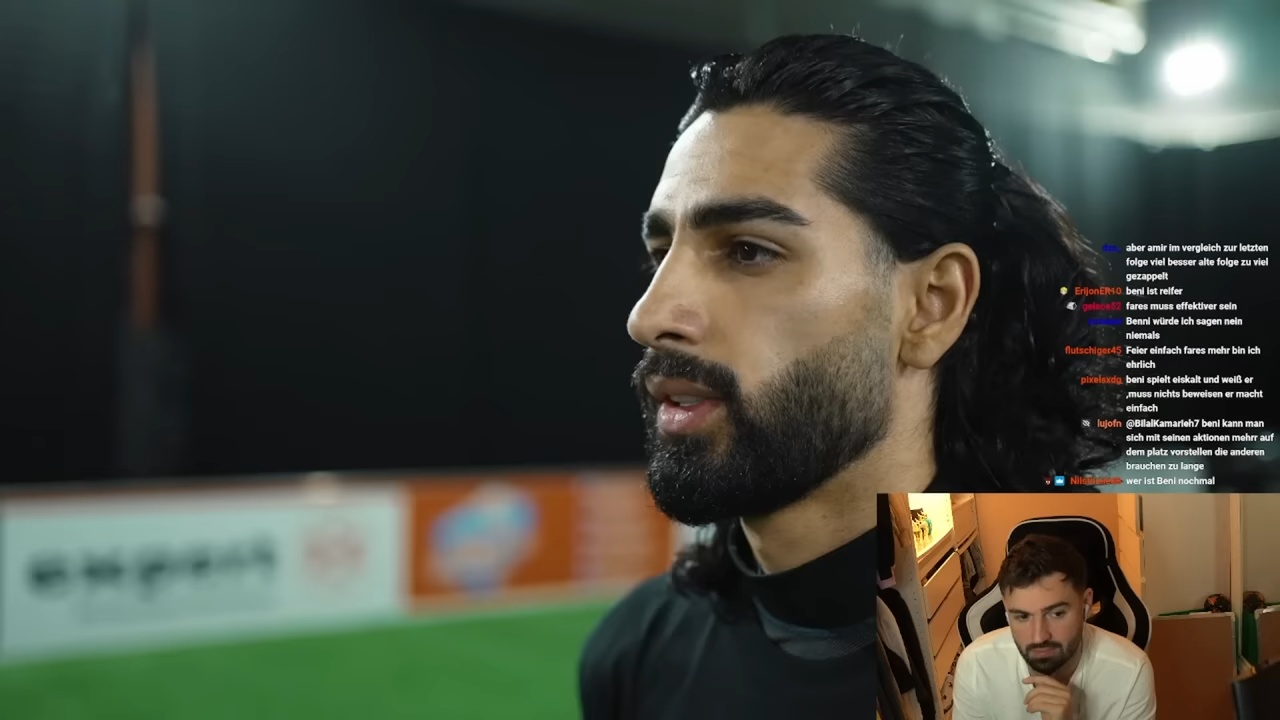 aber amir im vergleich zur letzten
folge viel besser alte folge zu viel
gezappelt
ErijonER10 beni ist reifer
fares muss effektiver sein
Benni würde ich sagen nein
niemals
flutschiger45 Feier einfach fares mehr bin ich
ehrlich
pixelsxdg beni spielt eiskalt und weiß er
,muss nichts beweisen er macht
einfach
lujofn @BilalKamarieh7 beni kann man
sich mit seinen aktionen mehrr auf
dem platz vorstellen die anderen
brauchen zu lange
wer ist Beni nochmal
expert